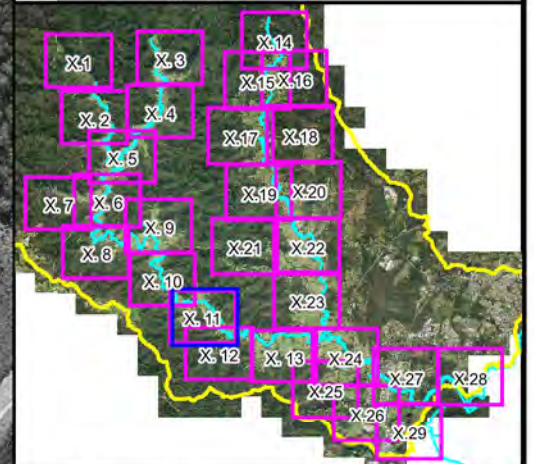 X.14
X.1
X. 3
X.15
X.16
X. 2
X. 4
X.17
X.18
X. 5
X. 7
X. 6
X.19
X.20
X. 9
X. 8
X.21
X.22
X. 10
X.23
X. 11
X. 12
X. 13
X.24
X.27
X.28
X.25
X.26
X.29